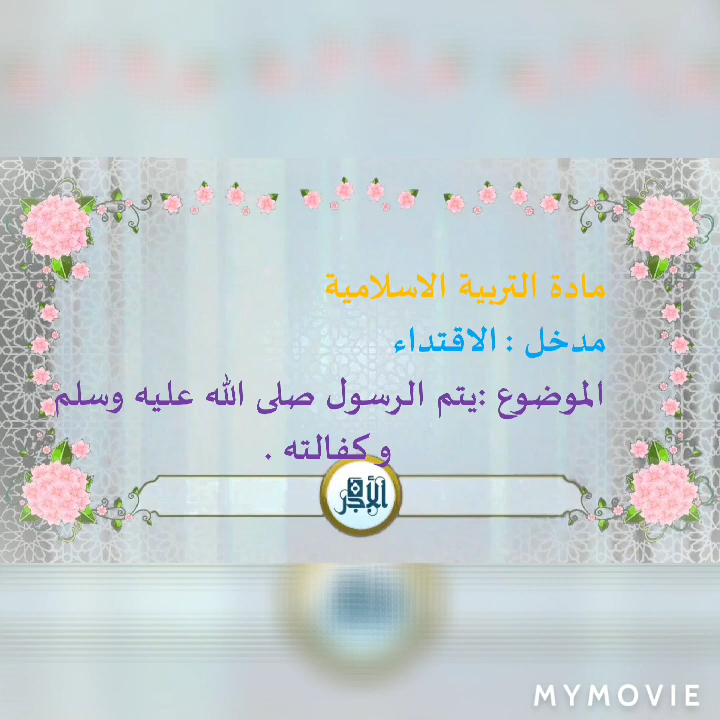 مادة التربية الاسلامية
مدخل : الاقتداء
الموضوع :يتم الرسول صلى الله عليه وسلم
وكفالته .
MYMOVIE